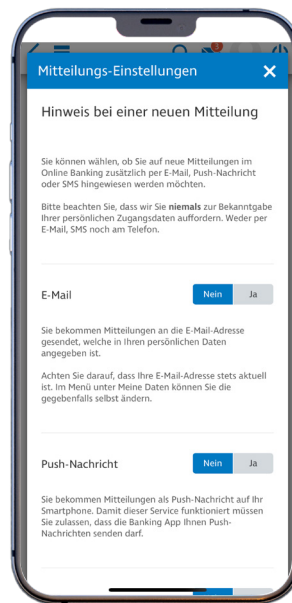 3
Mitteilungs-Einstellungen
Hinweis bei einer neuen Mitteilung
Sie können wählen, ob Sie auf neue Mitteilungen im
Online Banking zusätzlich per E-Mail, Push-Nachricht
oder SMS hingewiesen werden möchten.
Bitte beachten Sie, dass wir Sie niemals zur Bekanntgabe
Ihrer persönlichen Zugangsdaten auffordern. Weder per
E-Mail, SMS noch am Telefon.
E-Mail Nein Ja
Sie bekommen Mitteilungen an die E-Mail-Adresse
gesendet, welche in Ihren persönlichen Daten
angegeben ist.
Achten Sie darauf, dass Ihre E-Mail-Adresse stets aktuell
ist. Im Menü unter Meine Daten können Sie die
gegebenfalls selbst ändern.
Push-Nachricht Nein Ja
Sie bekommen Mitteilungen als Push-Nachricht auf Ihr
Smartphone. Damit dieser Service funktioniert müssen
Sie zulassen, dass die Banking App Ihnen Push-
Nachrichten senden darf.